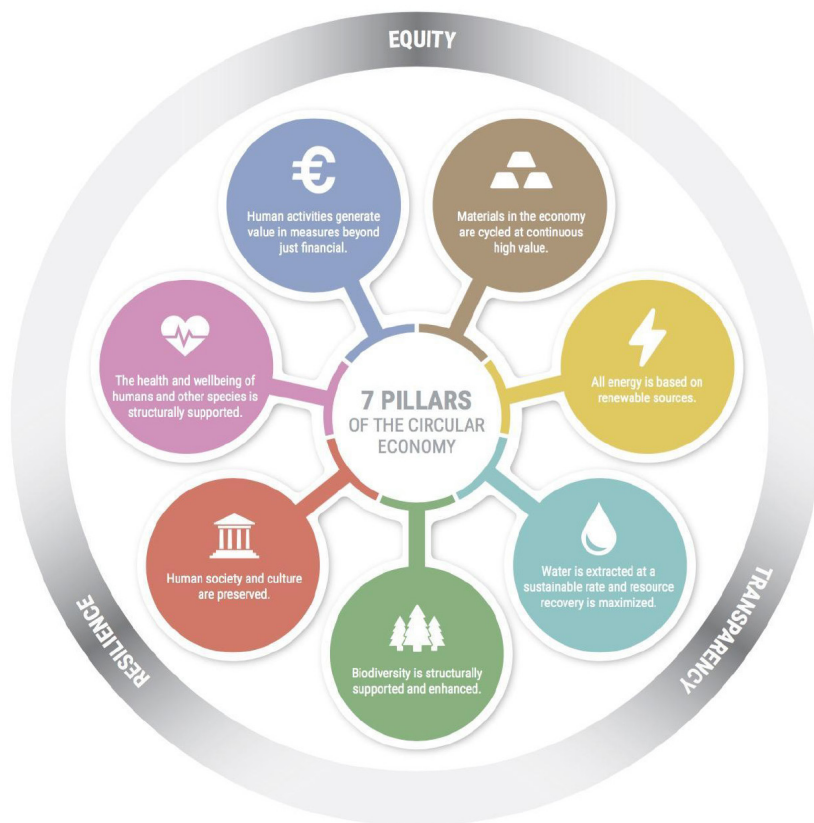 EQUITY
Human activities generate
value in measures beyond
just financial.
Materials in the economy
are cycled at continuous
high value.
The health and wellbeing of
humans and other species is
structurally supported.
All energy is based on
renewable sources.
7 PILLARS
OF THE CIRCULAR
ECONOMY
Human society and culture
are preserved.
Water is extracted at a
sustainable rate and resource
recovery is maximized.
Biodiversity is structurally
supported and enhanced.
RESILIENCE
TRANSPARENCY